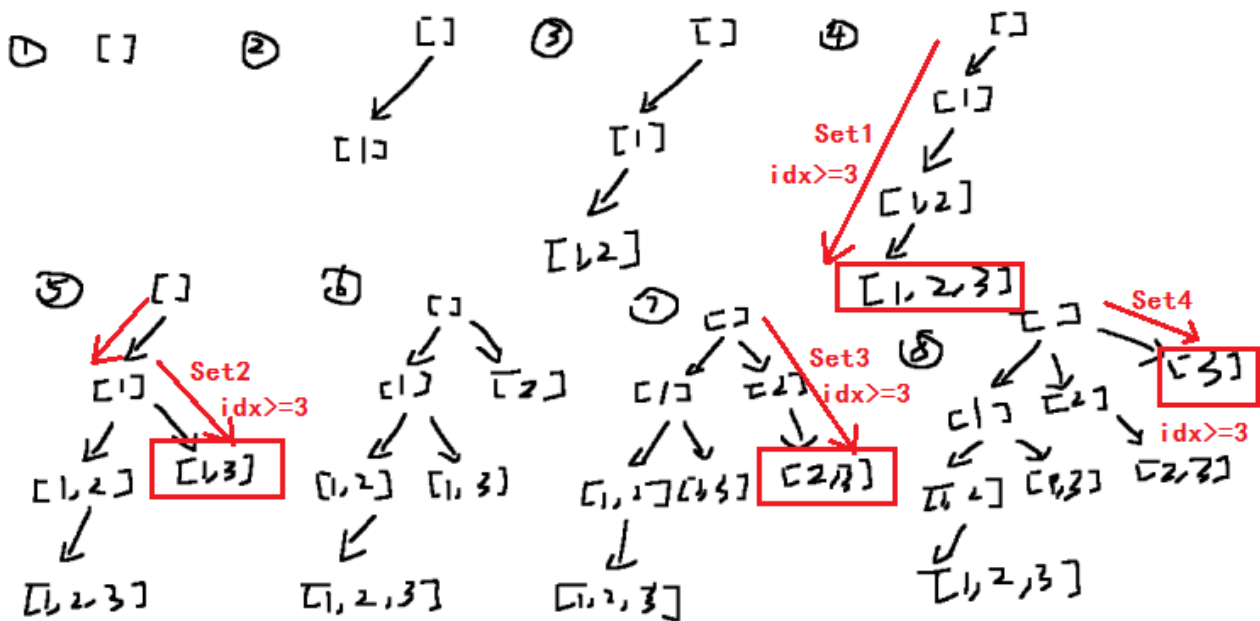 ① []
② []
[1]
③ []
[1]
[1,2]
④ []
Set1
idx>=3
[1]
[1,2]
[1,2,3]
⑤ []
Set2
idx>=3
[1]
[1,2] [1,3]
[1,2,3]
⑥ []
[1] [2]
[1,2] [1,3]
[1,2,3]
⑦ []
Set3
idx>=3
[1] [2]
[1,2] [1,3] [2,3]
[1,2,3]
⑧ []
Set4
[3]
[1] [2]
idx>=3
[1,2] [1,3] [2,3]
[1,2,3]